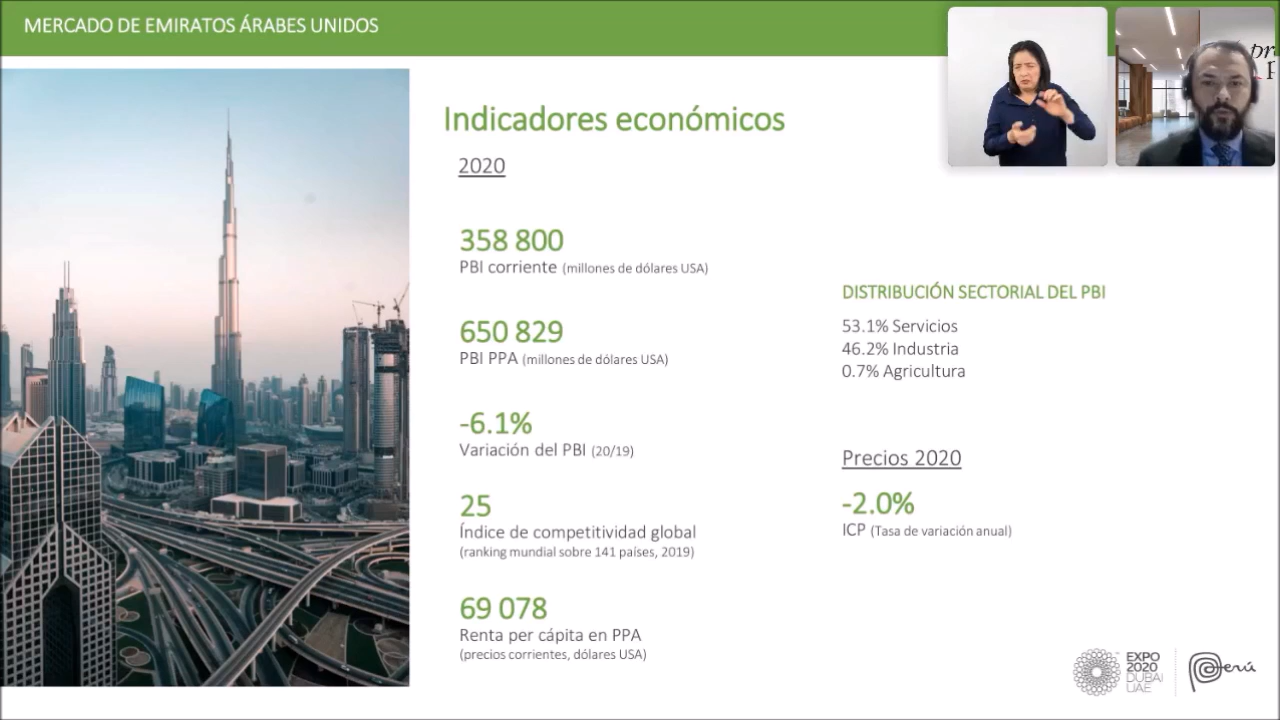 MERCADO DE EMIRATOS ÁRABES UNIDOS
Indicadores económicos
2020
358 800
PBI corriente (millones de dólares USA)
650 829
PBI PPA (millones de dólares USA)
-6.1%
Variación del PBI (20/19)
25
Índice de competitividad global
(ranking mundial sobre 141 países, 2019)
69 078
Renta per cápita en PPA
(precios corrientes, dólares USA)
DISTRIBUCIÓN SECTORIAL DEL PBI
53.1% Servicios
46.2% Industria
0.7% Agricultura
Precios 2020
-2.0%
ICP (Tasa de variación anual)
EXPO
2020
DUBAI
UAE
Perú